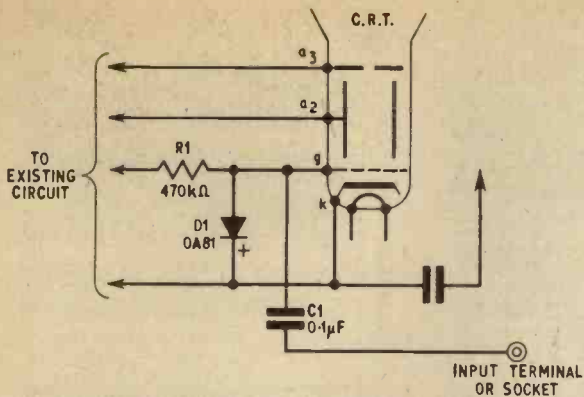 C.R.T.
a3
a2
TO
EXISTING
CIRCUIT
R1
470kΩ
g
k
D1
OA81
+
C1
0·1μF
INPUT TERMINAL
OR SOCKET